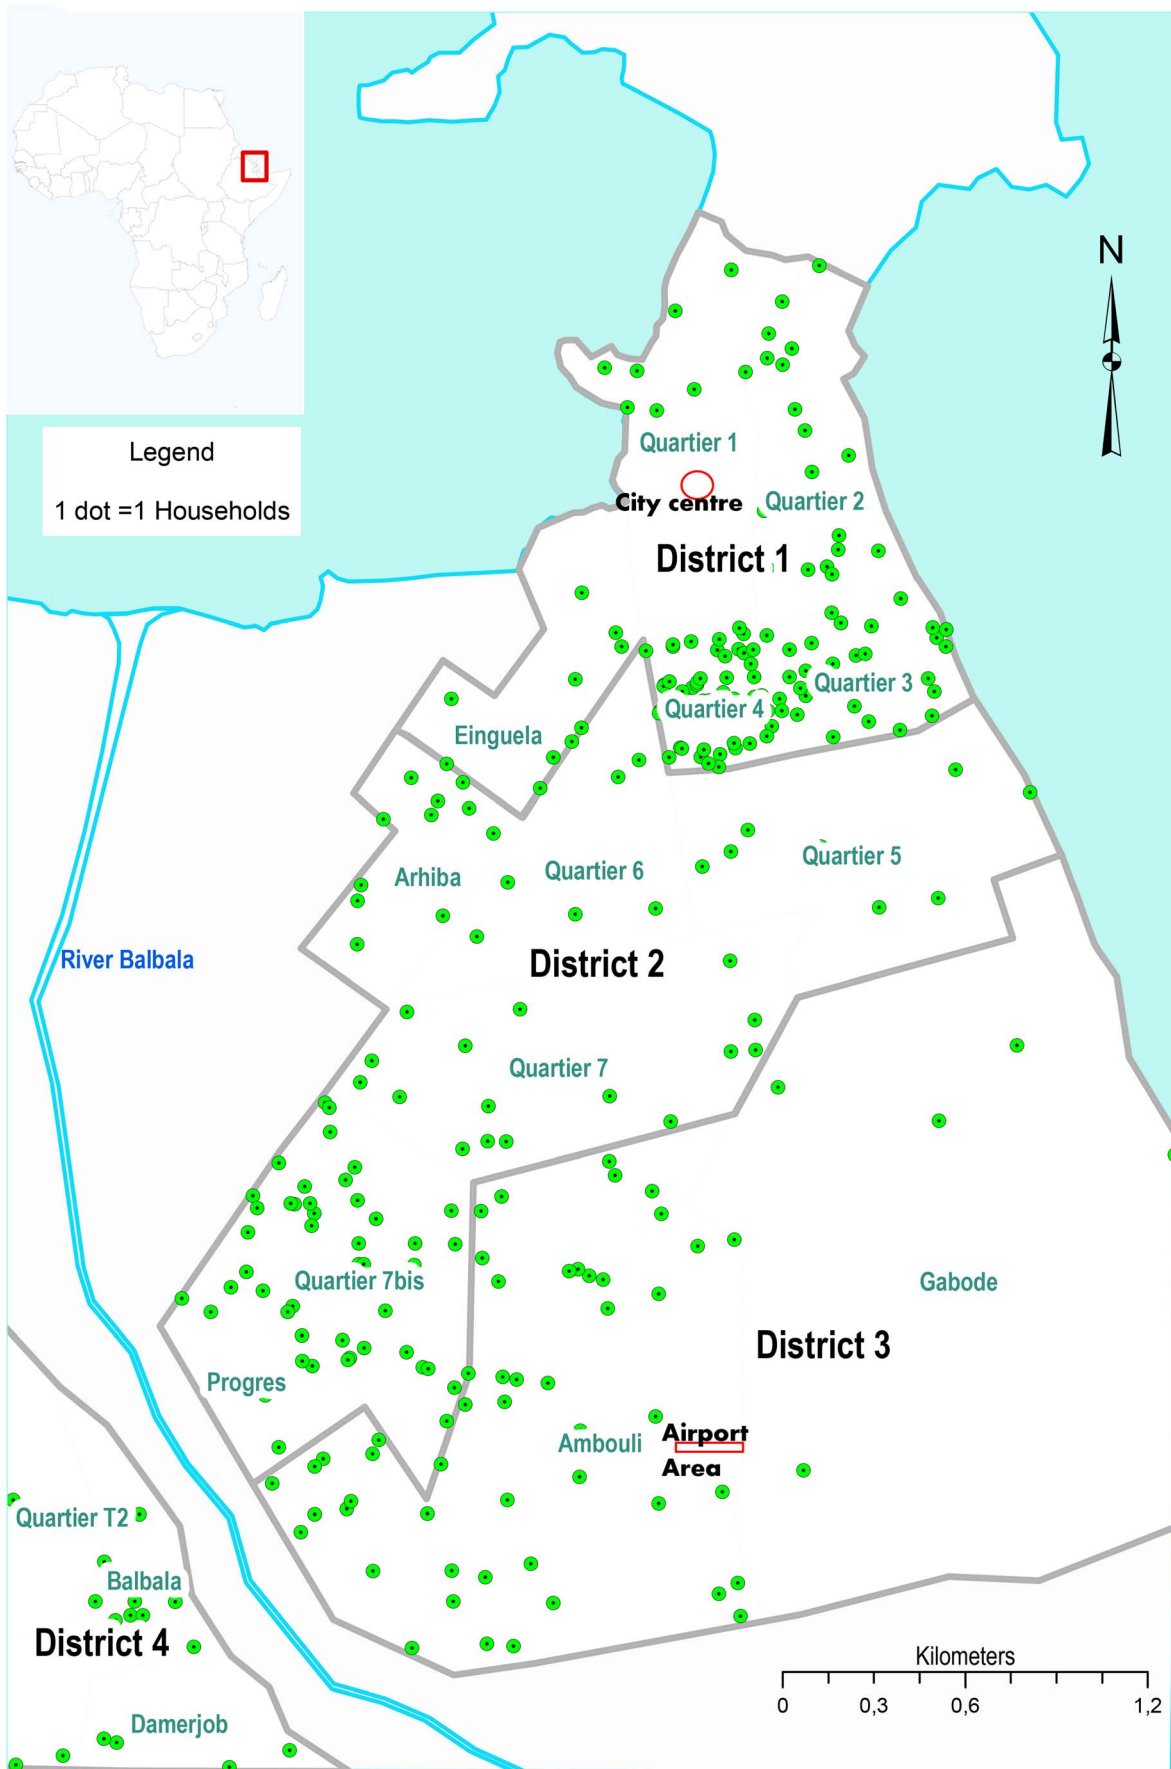 N
Legend
1 dot =1 Households
Quartier 1
City centre
Quartier 2
District 1
Quartier 3
Quartier 4
Einguela
Quartier 5
Quartier 6
Arhiba
River Balbala
District 2
Quartier 7
Quartier 7bis
Gabode
District 3
Progres
Airport
Ambouli
Area
Quartier T2
Balbala
District 4
Kilometers
0 0,3 0,6 1,2
Damerjob